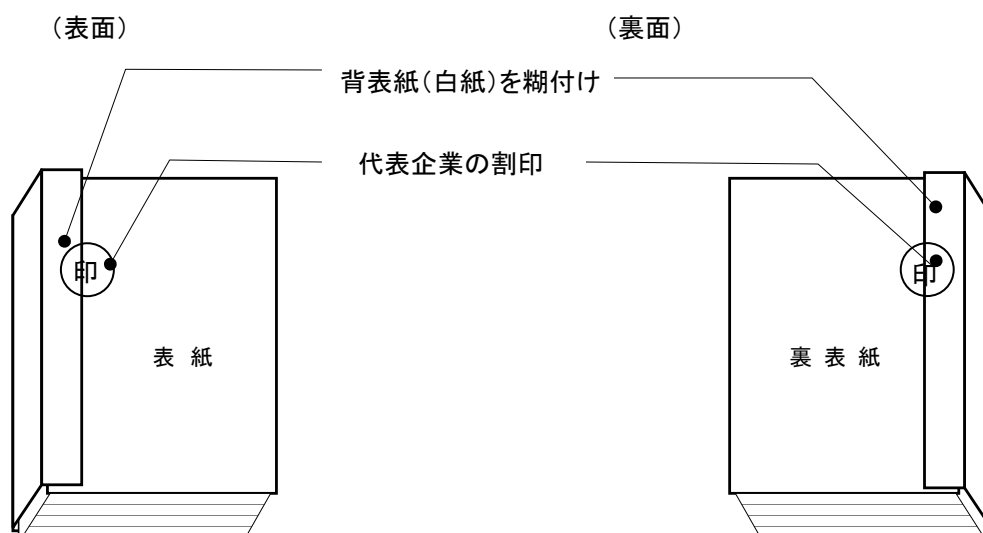 （表面）
（裏面）
背表紙（白紙）を糊付け
代表企業の割印
印
印
表 紙
裏 表 紙